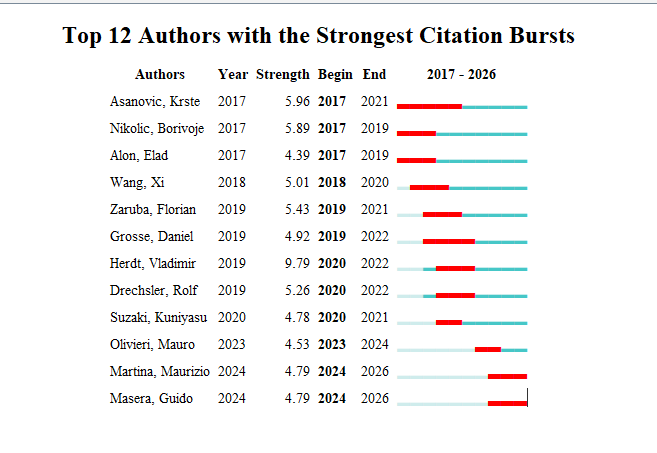 Top 12 Authors with the Strongest Citation Bursts
Authors Year Strength Begin End 2017 - 2026
Asanovic, Krste 2017 5.96 2017 2021
Nikolic, Borivoje 2017 5.89 2017 2019
Alon, Elad 2017 4.39 2017 2019
Wang, Xi 2018 5.01 2018 2020
Zaruba, Florian 2019 5.43 2019 2021
Grosse, Daniel 2019 4.92 2019 2022
Herdt, Vladimir 2019 9.79 2020 2022
Drechsler, Rolf 2019 5.26 2020 2022
Suzaki, Kuniyasu 2020 4.78 2020 2021
Olivieri, Mauro 2023 4.53 2023 2024
Martina, Maurizio 2024 4.79 2024 2026
Masera, Guido 2024 4.79 2024 2026